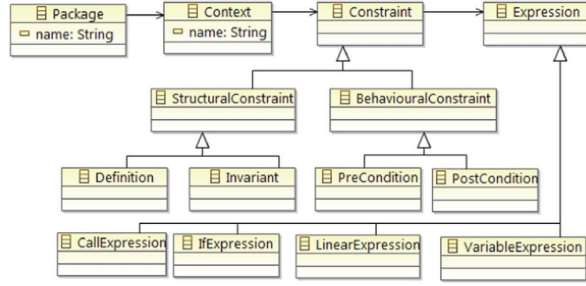 Package
name: String
Context
name: String
Constraint
Expression
StructuralConstraint
BehaviouralConstraint
Definition
Invariant
PreCondition
PostCondition
CallExpression
IfExpression
LinearExpression
VariableExpression